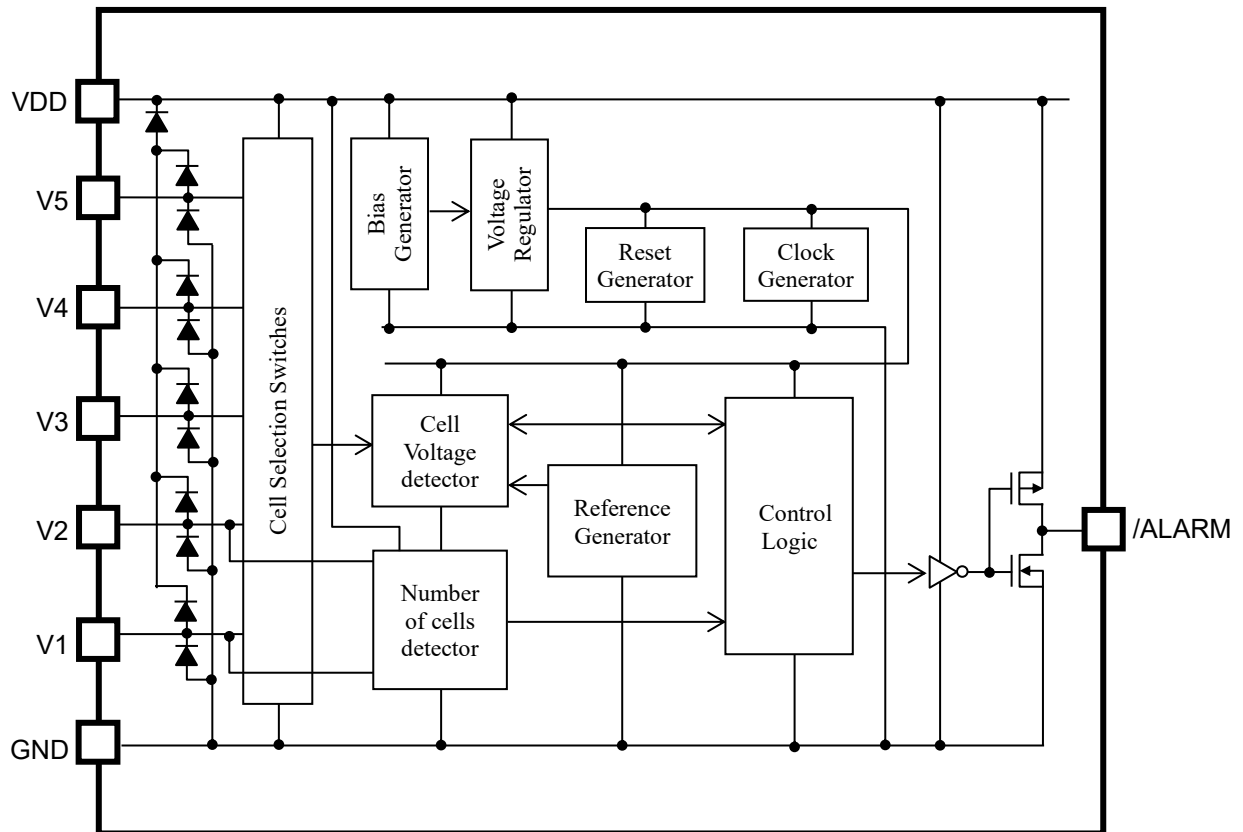 VDD
V5
V4
V3
V2
V1
GND
Cell Selection Switches
Bias
Generator
Voltage
Regulator
Reset
Generator
Clock
Generator
Cell
Voltage
detector
Reference
Generator
Number
of cells
detector
Control
Logic
/ALARM